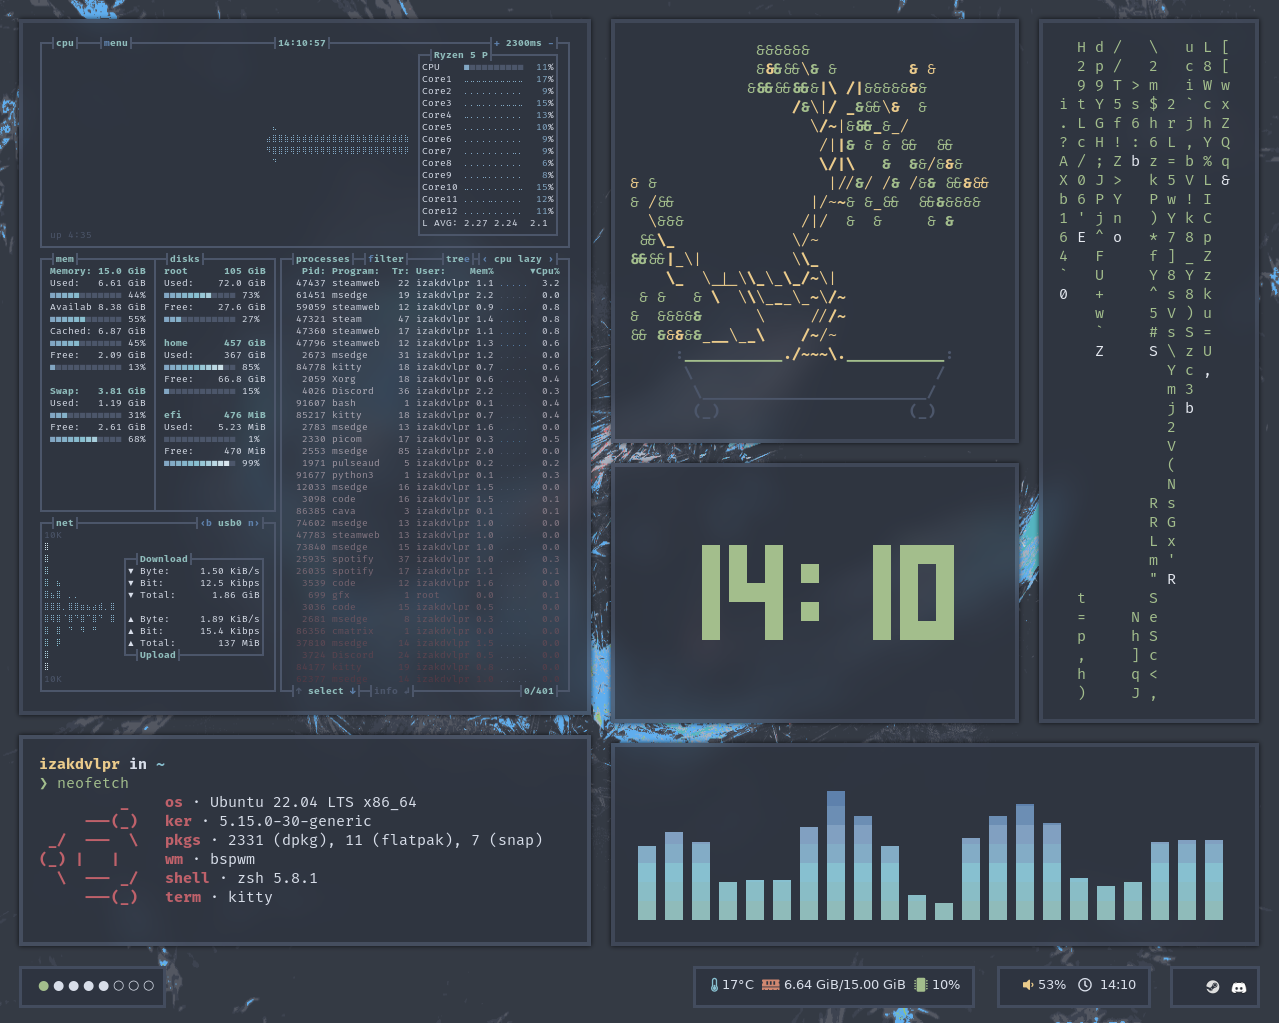 cpu menu 14:10:57 + 2300ms -
Ryzen 5 P
CPU 11%
Core1 17%
Core2 9%
Core3 15%
Core4 13%
Core5 10%
Core6 9%
Core7 9%
Core8 6%
Core9 8%
Core10 15%
Core11 12%
Core12 11%
L AVG: 2.27 2.24 2.1
up 4:35
mem
Memory: 15.0 GiB
Used: 6.61 GiB
44%
Availab 8.38 GiB
55%
Cached: 6.87 GiB
45%
Free: 2.09 GiB
13%
Swap: 3.81 GiB
Used: 1.19 GiB
31%
Free: 2.61 GiB
68%
disks
root 105 GiB
Used: 72.0 GiB
73%
Free: 27.6 GiB
27%
home 457 GiB
Used: 367 GiB
85%
Free: 66.8 GiB
15%
efi 476 MiB
Used: 5.23 MiB
1%
Free: 470 MiB
99%
processes filter tree ‹ cpu lazy ›
Pid: Program: Tr: User: Mem% ▼Cpu%
47437 steamweb 22 izakdvlpr 1.1 3.2
61451 msedge 19 izakdvlpr 2.2 0.0
59059 steamweb 12 izakdvlpr 0.9 0.8
47321 steam 47 izakdvlpr 1.4 0.8
47360 steamweb 17 izakdvlpr 1.1 0.8
47796 steamweb 12 izakdvlpr 1.3 0.6
2673 msedge 31 izakdvlpr 1.2 0.0
84778 kitty 18 izakdvlpr 0.7 0.6
2059 Xorg 18 izakdvlpr 0.6 0.4
4026 Discord 36 izakdvlpr 2.2 0.3
91607 bash 1 izakdvlpr 0.1 0.4
85217 kitty 18 izakdvlpr 0.7 0.4
2783 msedge 13 izakdvlpr 1.6 0.0
2330 picom 17 izakdvlpr 0.3 0.5
2553 msedge 85 izakdvlpr 2.0 0.0
1971 pulseaud 5 izakdvlpr 0.2 0.2
91677 python3 1 izakdvlpr 0.1 0.3
12033 msedge 16 izakdvlpr 1.5 0.0
3098 code 16 izakdvlpr 1.5 0.1
86385 cava 3 izakdvlpr 0.1 0.1
74602 msedge 13 izakdvlpr 1.0 0.0
47783 steamweb 13 izakdvlpr 1.0 0.0
73840 msedge 15 izakdvlpr 1.0 0.0
25935 spotify 37 izakdvlpr 1.0 0.3
26035 spotify 17 izakdvlpr 1.1 0.0
3539 code 12 izakdvlpr 1.6 0.0
699 gfx 1 root 0.0 0.1
3036 code 15 izakdvlpr 0.5 0.0
↑ select ↓ info ↲ 0/401
net ‹b usb0 n›
10K
Download
▼ Byte: 1.50 KiB/s
▼ Bit: 12.5 Kibps
▼ Total: 1.86 GiB
▲ Byte: 1.89 KiB/s
▲ Bit: 15.4 Kibps
▲ Total: 137 MiB
Upload
10K
14:10
izakdvlpr in ~
❯ neofetch
os · Ubuntu 22.04 LTS x86_64
ker · 5.15.0-30-generic
pkgs · 2331 (dpkg), 11 (flatpak), 7 (snap)
wm · bspwm
shell · zsh 5.8.1
term · kitty
17°C 6.64 GiB/15.00 GiB 10%
53% 14:10